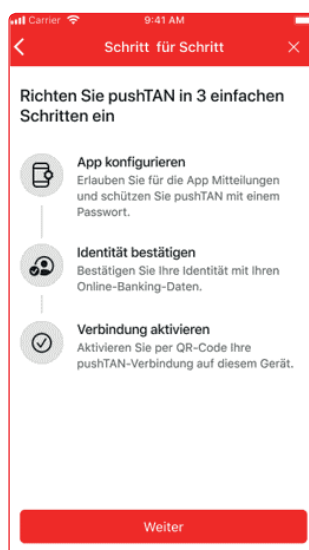 Carrier 9:41 AM
Schritt für Schritt
Richten Sie pushTAN in 3 einfachen
Schritten ein
App konfigurieren
Erlauben Sie für die App Mitteilungen
und schützen Sie pushTAN mit einem
Passwort.
Identität bestätigen
Bestätigen Sie Ihre Identität mit Ihren
Online-Banking-Daten.
Verbindung aktivieren
Aktivieren Sie per QR-Code Ihre
pushTAN-Verbindung auf diesem Gerät.
Weiter